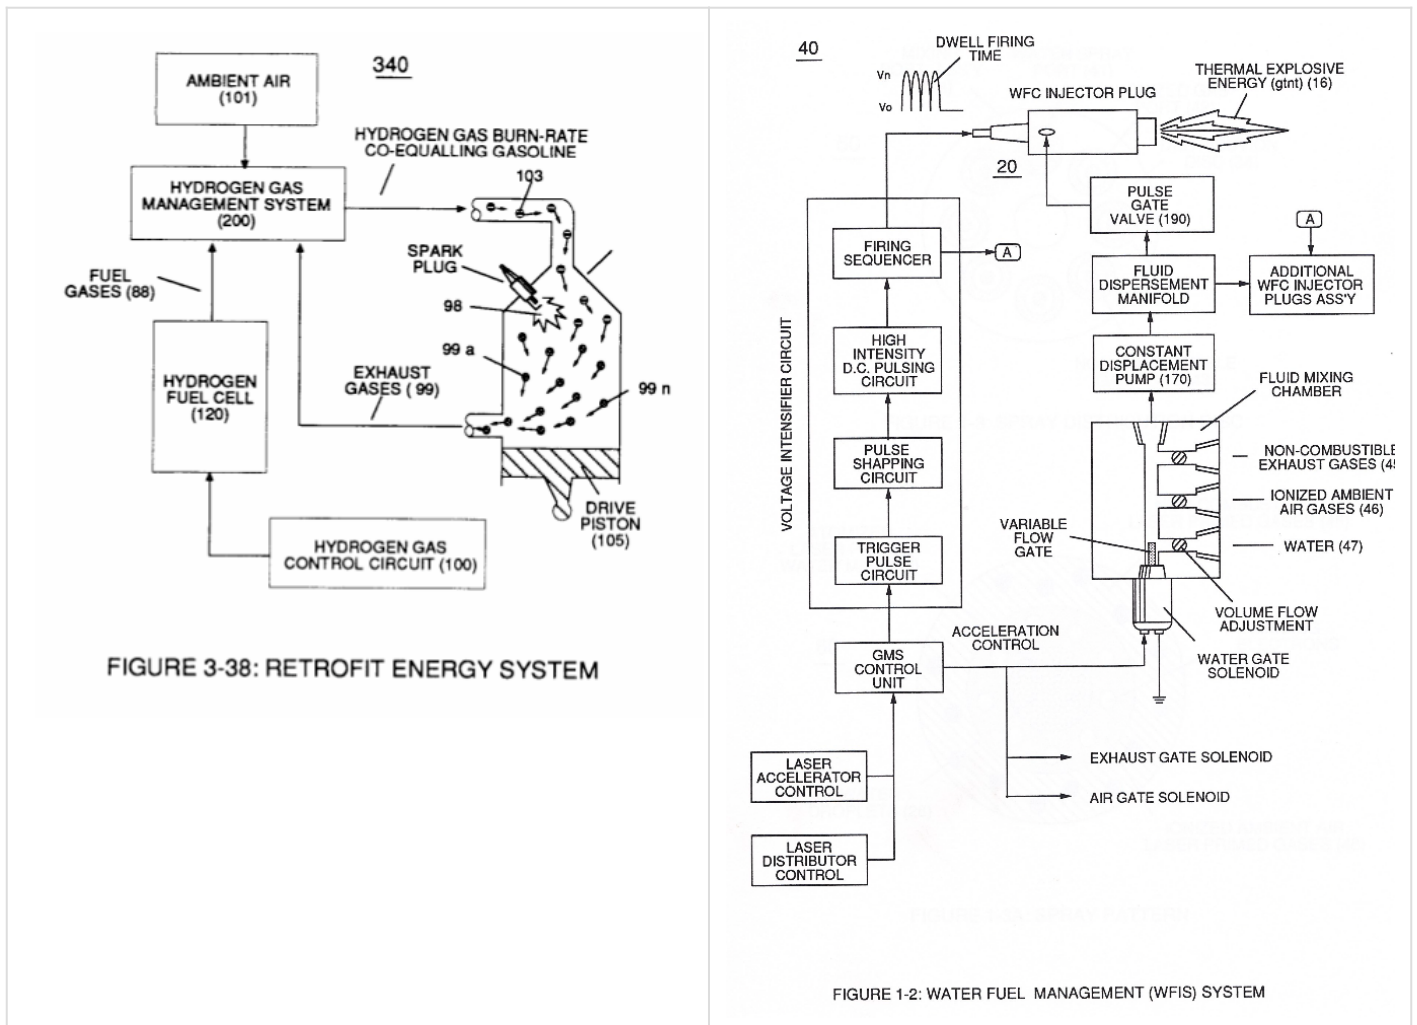 340
AMBIENT AIR
(101)
HYDROGEN GAS BURN-RATE
CO-EQUALLING GASOLINE
103
HYDROGEN GAS
MANAGEMENT SYSTEM
(200)
SPARK
PLUG
FUEL
GASES (88)
98
99 a
EXHAUST
GASES ( 99)
99 n
HYDROGEN
FUEL CELL
(120)
DRIVE
PISTON
(105)
HYDROGEN GAS
CONTROL CIRCUIT (100)
FIGURE 3-38: RETROFIT ENERGY SYSTEM
40
DWELL FIRING
TIME
Vn
Vo
WFC INJECTOR PLUG
THERMAL EXPLOSIVE
ENERGY (gtnt) (16)
20
PULSE
GATE
VALVE (190)
A
FIRING
SEQUENCER
A
FLUID
DISPERSEMENT
MANIFOLD
ADDITIONAL
WFC INJECTOR
PLUGS ASS'Y
VOLTAGE INTENSIFIER CIRCUIT
HIGH
INTENSITY
D.C. PULSING
CIRCUIT
CONSTANT
DISPLACEMENT
PUMP (170)
FLUID MIXING
CHAMBER
PULSE
SHAPPING
CIRCUIT
NON-COMBUSTIBLE
EXHAUST GASES (45
IONIZED AMBIENT
AIR GASES (46)
VARIABLE
FLOW
GATE
WATER (47)
TRIGGER
PULSE
CIRCUIT
VOLUME FLOW
ADJUSTMENT
ACCELERATION
CONTROL
GMS
CONTROL
UNIT
WATER GATE
SOLENOID
LASER
ACCELERATOR
CONTROL
EXHAUST GATE SOLENOID
AIR GATE SOLENOID
LASER
DISTRIBUTOR
CONTROL
FIGURE 1-2: WATER FUEL MANAGEMENT (WFIS) SYSTEM